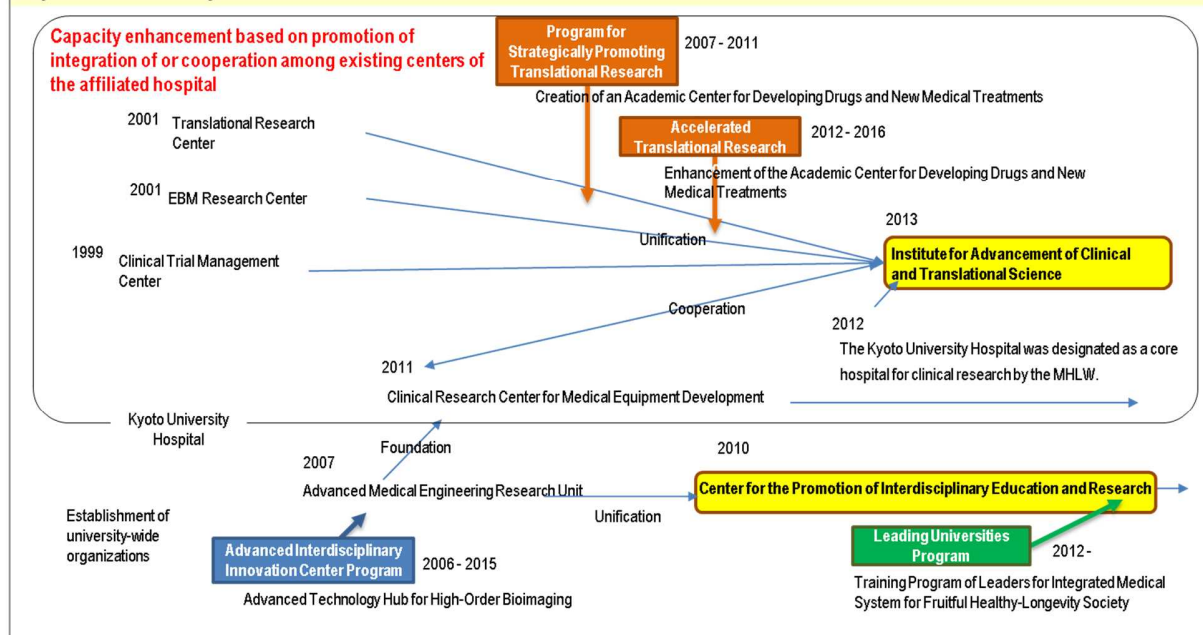 Capacity enhancement based on promotion of
integration of or cooperation among existing centers of
the affiliated hospital
Program for
Strategically Promoting
Translational Research
2007 - 2011
Creation of an Academic Center for Developing Drugs and New Medical Treatments
2001
Translational Research
Center
Accelerated
Translational Research
2012 - 2016
Enhancement of the Academic Center for Developing Drugs and New
Medical Treatments
2001
EBM Research Center
2013
Unification
1999
Clinical Trial Management
Center
Institute for Advancement of Clinical
and Translational Science
Cooperation
2012
The Kyoto University Hospital was designated as a core
hospital for clinical research by the MHLW.
2011
Clinical Research Center for Medical Equipment Development
Kyoto University
Hospital
Foundation
2007
Advanced Medical Engineering Research Unit
2010
Center for the Promotion of Interdisciplinary Education and Research
Unification
Establishment of
university-wide
organizations
Advanced Interdisciplinary
Innovation Center Program
2006 - 2015
Advanced Technology Hub for High-Order Bioimaging
Leading Universities
Program
2012 -
Training Program of Leaders for Integrated Medical
System for Fruitful Healthy-Longevity Society